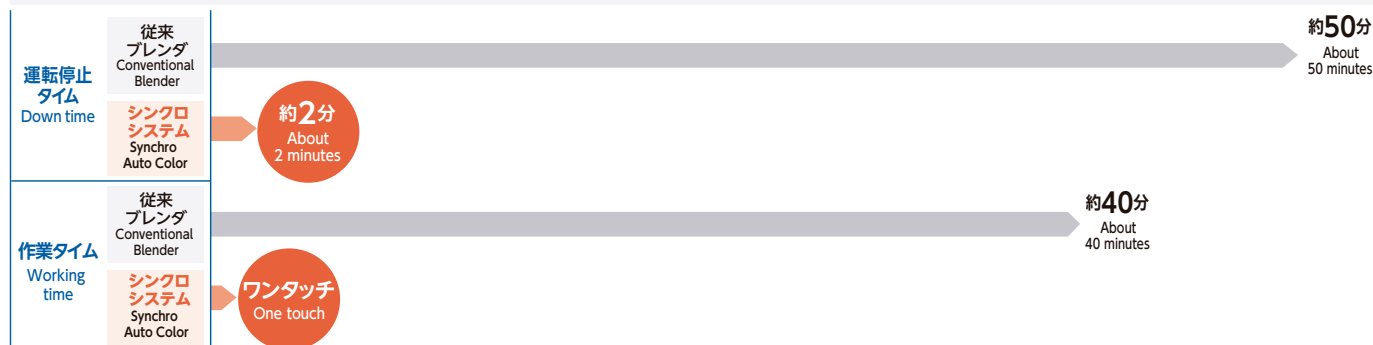 運転停止
タイム
Down time
従来
ブレンダ
Conventional
Blender
約50分
About
50 minutes
シンクロ
システム
Synchro
Auto Color
約2分
About
2 minutes
作業タイム
Working
time
従来
ブレンダ
Conventional
Blender
約40分
About
40 minutes
シンクロ
システム
Synchro
Auto Color
ワンタッチ
One touch